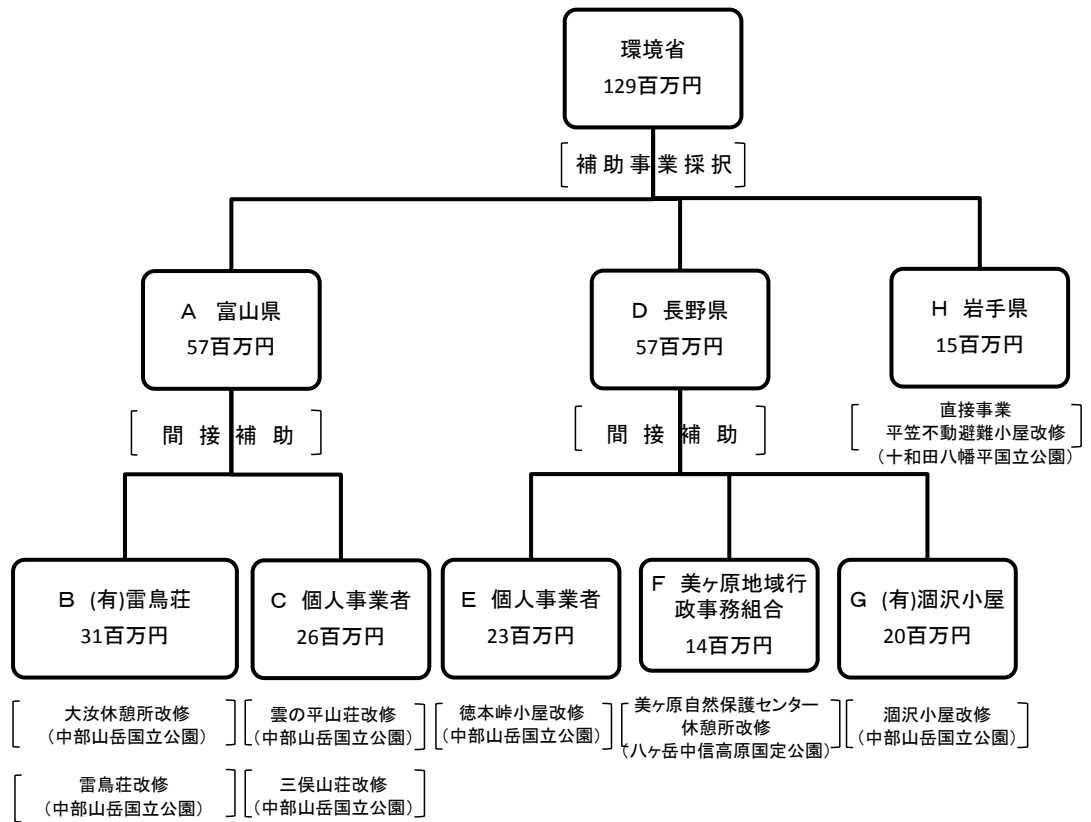 環境省
129百万円
補助事業採択
A 富山県
57百万円
D 長野県
57百万円
H 岩手県
15百万円
間接補助
間接補助
直接事業
平笠不動避難小屋改修
（十和田八幡平国立公園）
B (有)雷鳥荘
31百万円
C 個人事業者
26百万円
E 個人事業者
23百万円
F 美ヶ原地域行
政事務組合
14百万円
G (有)涸沢小屋
20百万円
大汝休憩所改修
（中部山岳国立公園）
雲の平山荘改修
（中部山岳国立公園）
徳本峠小屋改修
（中部山岳国立公園）
美ヶ原自然保護センター
休憩所改修
（八ヶ岳中信高原国定公園）
涸沢小屋改修
（中部山岳国立公園）
雷鳥荘改修
（中部山岳国立公園）
三俣山荘改修
（中部山岳国立公園）